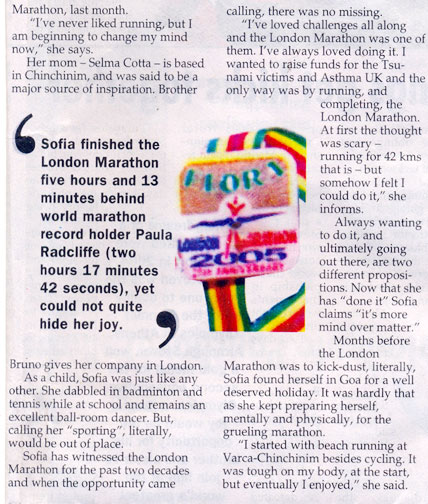 Marathon, last month.
"I've never liked running, but I
am beginning to change my mind
now," she says.
Her mom – Selma Cotta – is based
in Chinchinim, and was said to be a
major source of inspiration. Brother
Sofia finished the
London Marathon
five hours and 13
minutes behind
world marathon
record holder Paula
Radcliffe (two
hours 17 minutes
42 seconds), yet
could not quite
hide her joy.
FLORA
LONDON MARATHON
2005
25th ANNIVERSARY
Bruno gives her company in London.
As a child, Sofia was just like any
other. She dabbled in badminton and
tennis while at school and remains an
excellent ball-room dancer. But,
calling her "sporting", literally,
would be out of place.
Sofia has witnessed the London
Marathon for the past two decades
and when the opportunity came
calling, there was no missing.
"I've loved challenges all along
and the London Marathon was one of
them. I've always loved doing it. I
wanted to raise funds for the Tsu-
nami victims and Asthma UK and the
only way was by running, and
completing, the
London Marathon.
At first the thought
was scary –
running for 42 kms
that is – but
somehow I felt I
could do it," she
informs.
Always wanting
to do it, and
ultimately going
out there, are two
different proposi-
tions. Now that she
has "done it" Sofia
claims "it's more
mind over matter."
Months before
the London
Marathon was to kick-dust, literally,
Sofia found herself in Goa for a well
deserved holiday. It was hardly that
as she kept preparing herself,
mentally and physically, for the
grueling marathon.
"I started with beach running at
Varca-Chinchinim besides cycling. It
was tough on my body, at the start,
but eventually I enjoyed," she said.